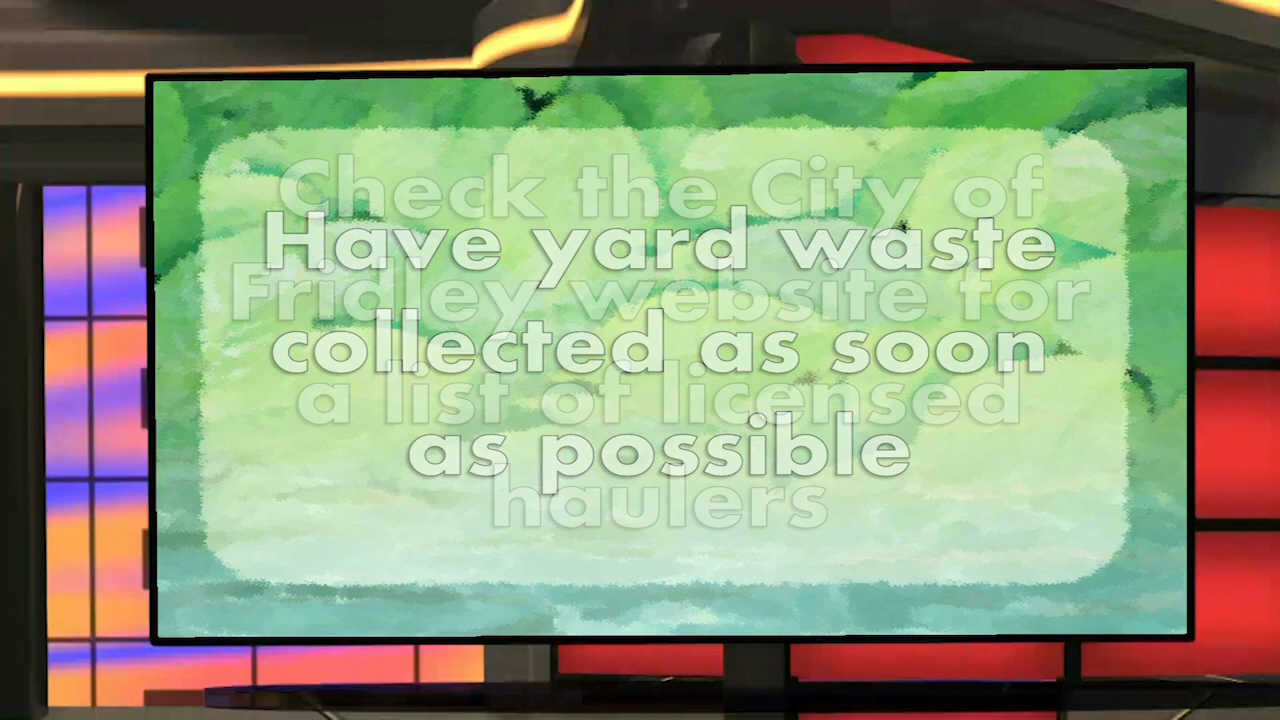 Have yard waste
collected as soon
as possible
Check the City of
Fridley website for
a list of licensed
haulers